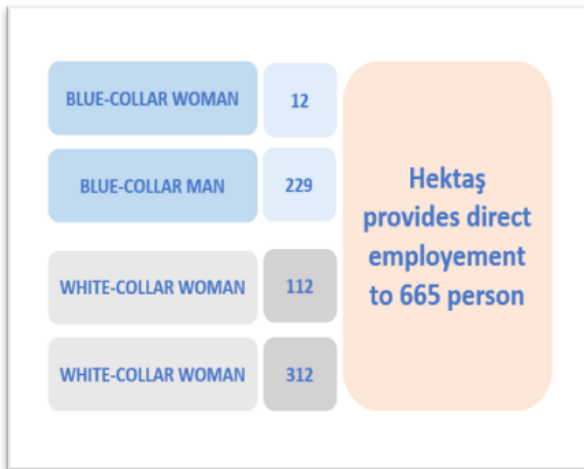 BLUE-COLLAR WOMAN 12
BLUE-COLLAR MAN 229
WHITE-COLLAR WOMAN 112
WHITE-COLLAR WOMAN 312
Hektaş
provides direct
employement
to 665 person